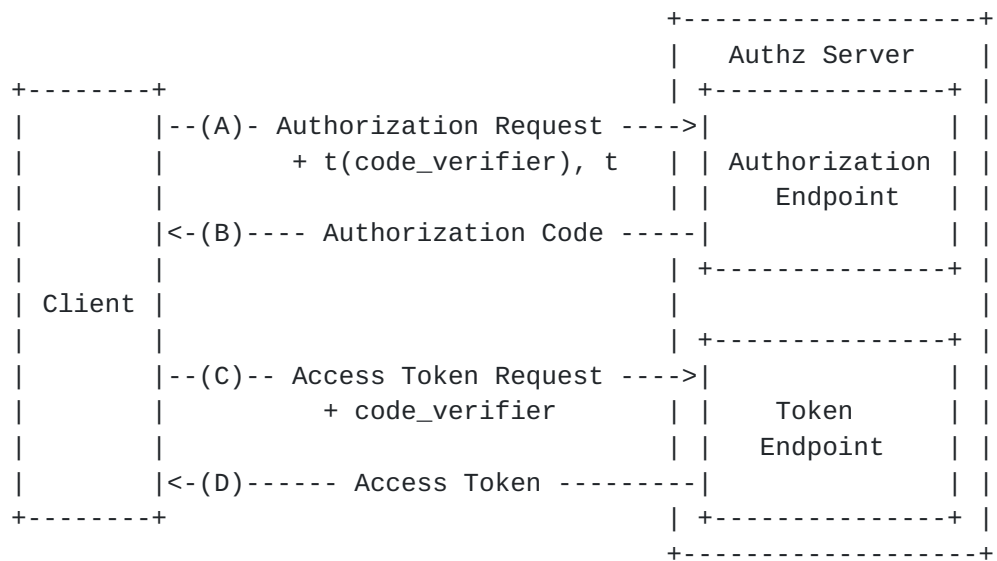 Authz Server
--(A)- Authorization Request ---->
+ t(code_verifier), t
Authorization
Endpoint
<-(B)---- Authorization Code -----
Client
--(C)-- Access Token Request ---->
+ code_verifier
Token
Endpoint
<-(D)------ Access Token ---------